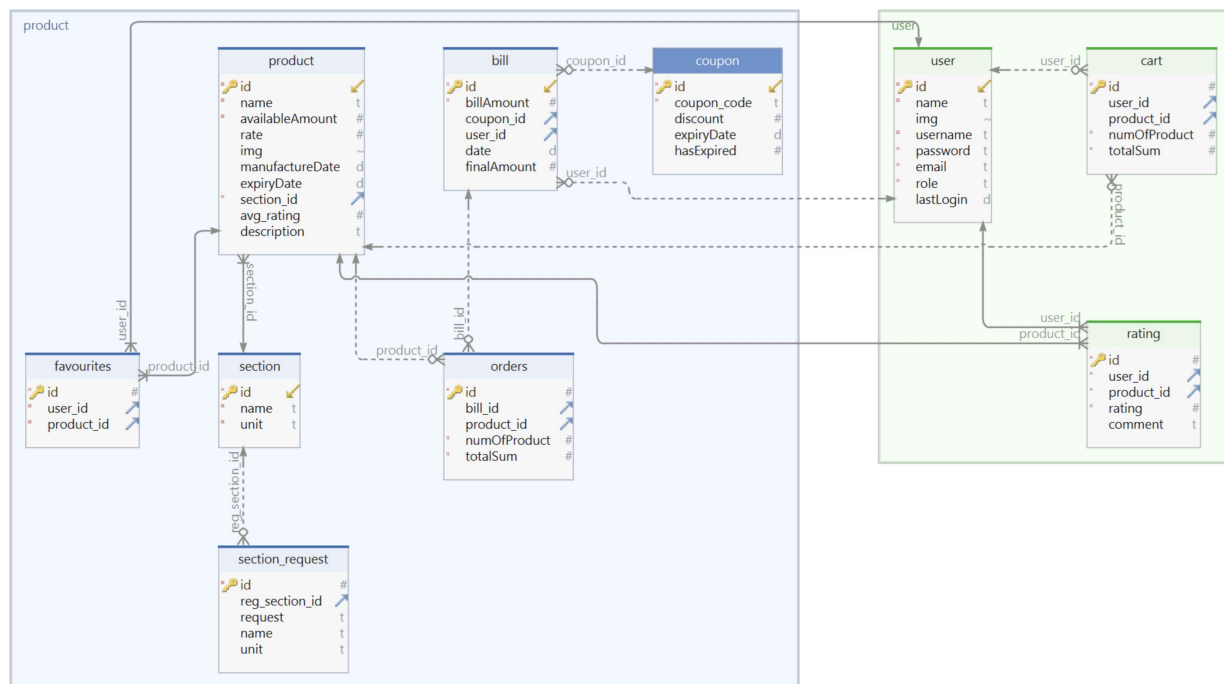 product
product
id
name t
availableAmount #
rate #
img ~
manufactureDate d
expiryDate d
section_id
avg_rating #
description t
bill
id
billAmount #
coupon_id
user_id
date d
finalAmount #
coupon_id
coupon
id
coupon_code t
discount #
expiryDate d
hasExpired #
user_id
user
user
id
name t
img ~
username t
password t
email t
role t
lastLogin d
user_id
cart
id #
user_id
product_id
numOfProduct #
totalSum #
product_id
user_id
product_id
section_id
product_id
bill_id
user_id
product_id
favourites
id #
user_id
product_id
section
id
name t
unit t
orders
id #
bill_id
product_id
numOfProduct #
totalSum #
rating
id #
user_id
product_id
rating #
comment t
reg_section_id
section_request
id #
reg_section_id
request t
name t
unit t